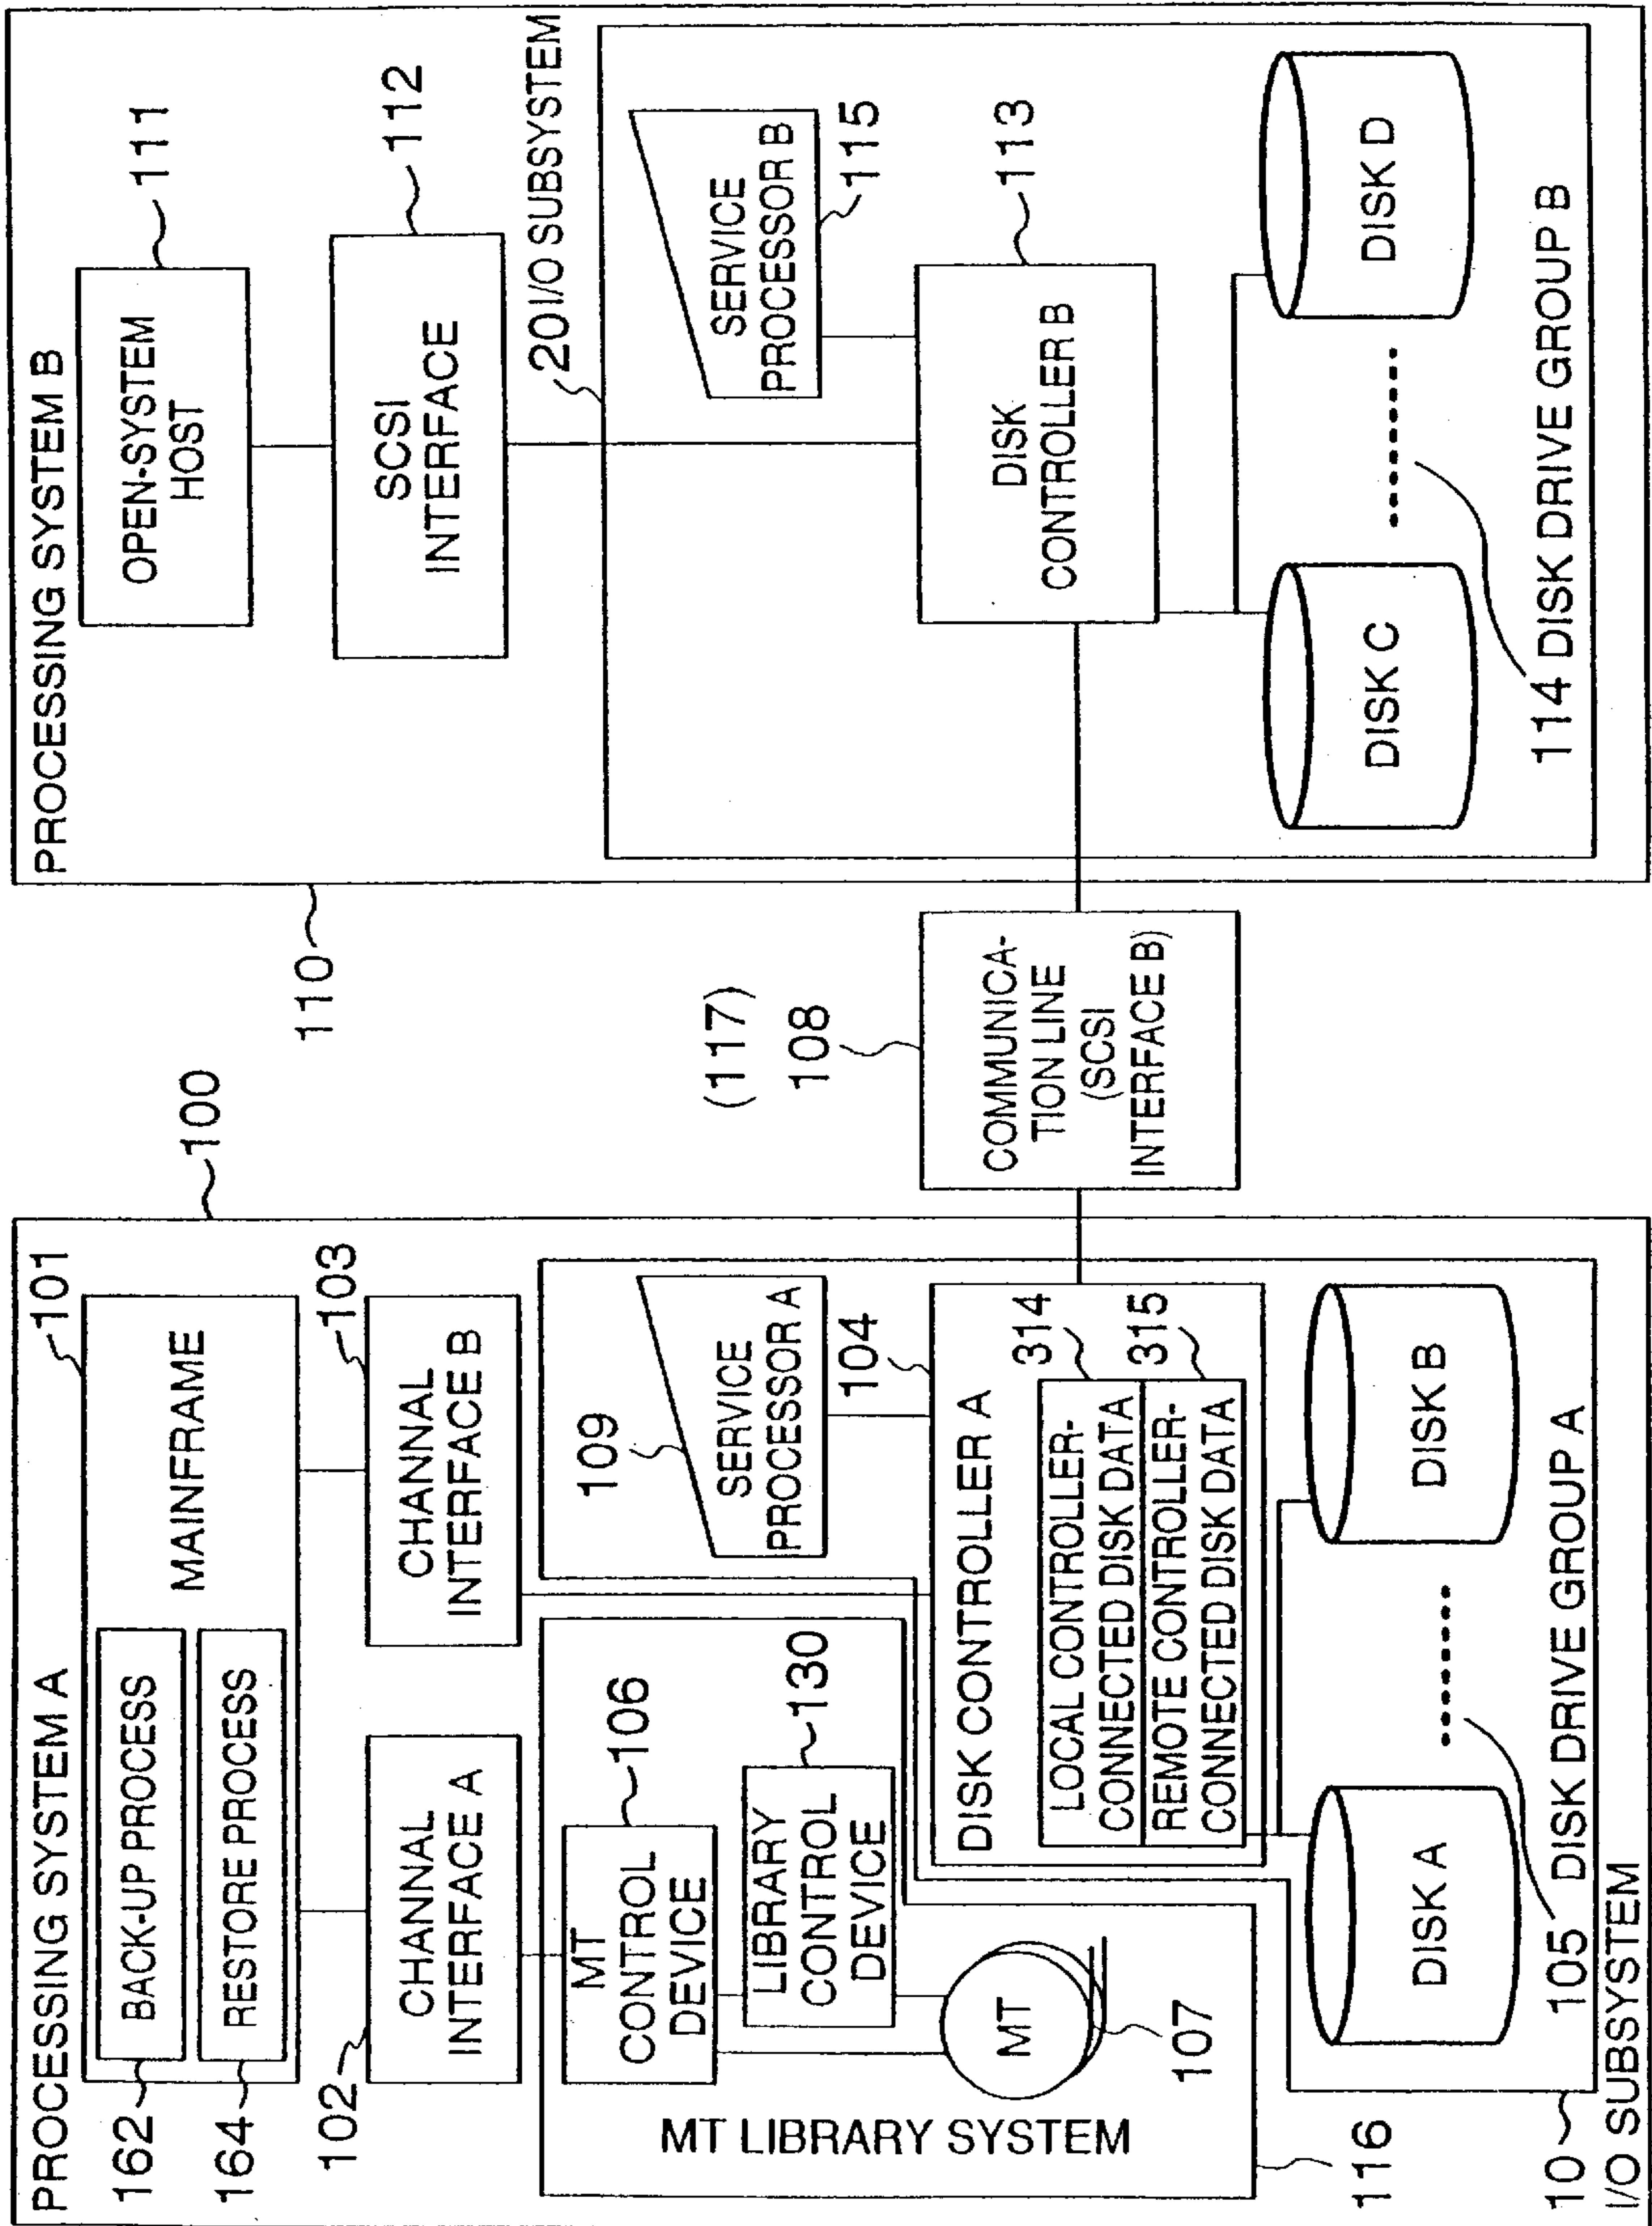 PROCESSING SYSTEM A
100
101
MAINFRAME
162
BACK-UP PROCESS
164
RESTORE PROCESS
102
CHANNAL
INTERFACE A
103
CHANNAL
INTERFACE B
MT
CONTROL
DEVICE
106
LIBRARY
CONTROL
DEVICE
130
MT
107
MT LIBRARY SYSTEM
116
109
SERVICE
PROCESSOR A
104
DISK CONTROLLER A
314
LOCAL CONTROLLER-
CONNECTED DISK DATA
315
REMOTE CONTROLLER-
CONNECTED DISK DATA
DISK A
DISK B
105 DISK DRIVE GROUP A
10
I/O SUBSYSTEM
(117)
108
COMMUNICA-
TION LINE
(SCSI
INTERFACE B)
110
PROCESSING SYSTEM B
OPEN-SYSTEM
HOST
111
SCSI
INTERFACE
112
20 I/O SUBSYSTEM
SERVICE
PROCESSOR B
115
DISK
CONTROLLER B
113
DISK C
DISK D
114 DISK DRIVE GROUP B